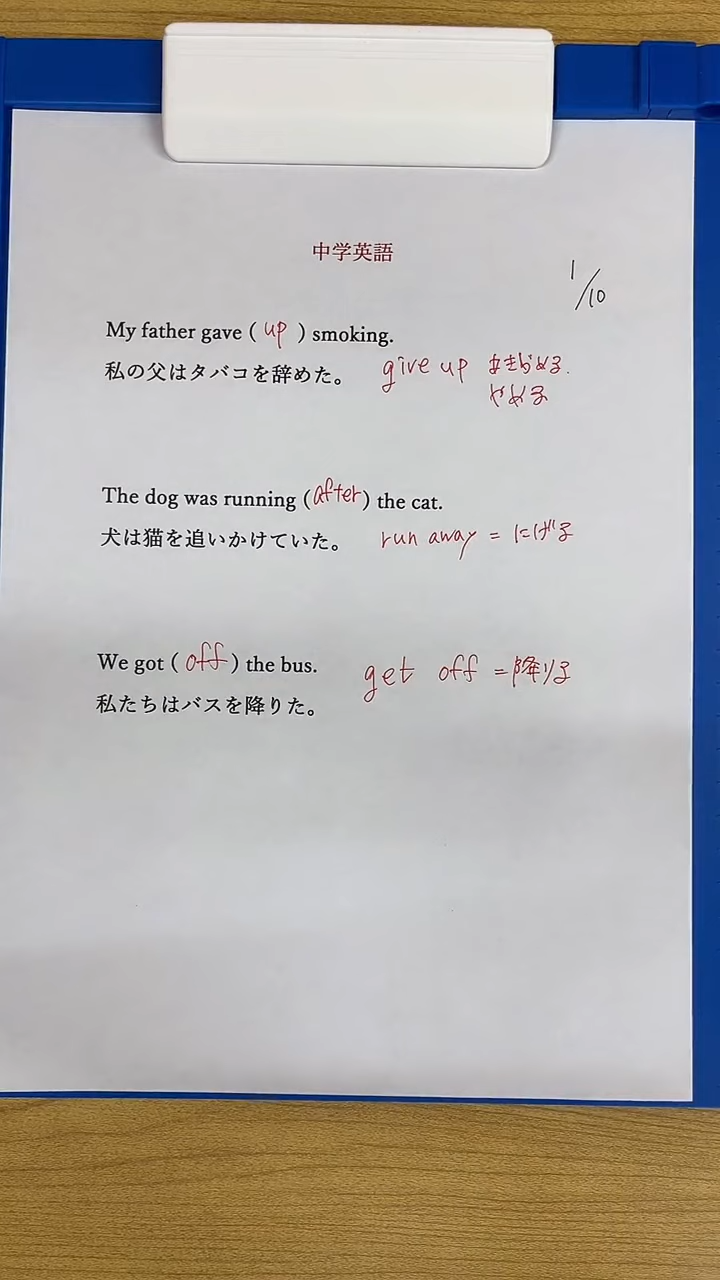 中学英語
1/10
My father gave ( up ) smoking.
私の父はタバコを辞めた。 give up あきらめる.
やめる
The dog was running (after) the cat.
犬は猫を追いかけていた。 run away = にげる
We got (off) the bus.
私たちはバスを降りた。 get off = 降りる